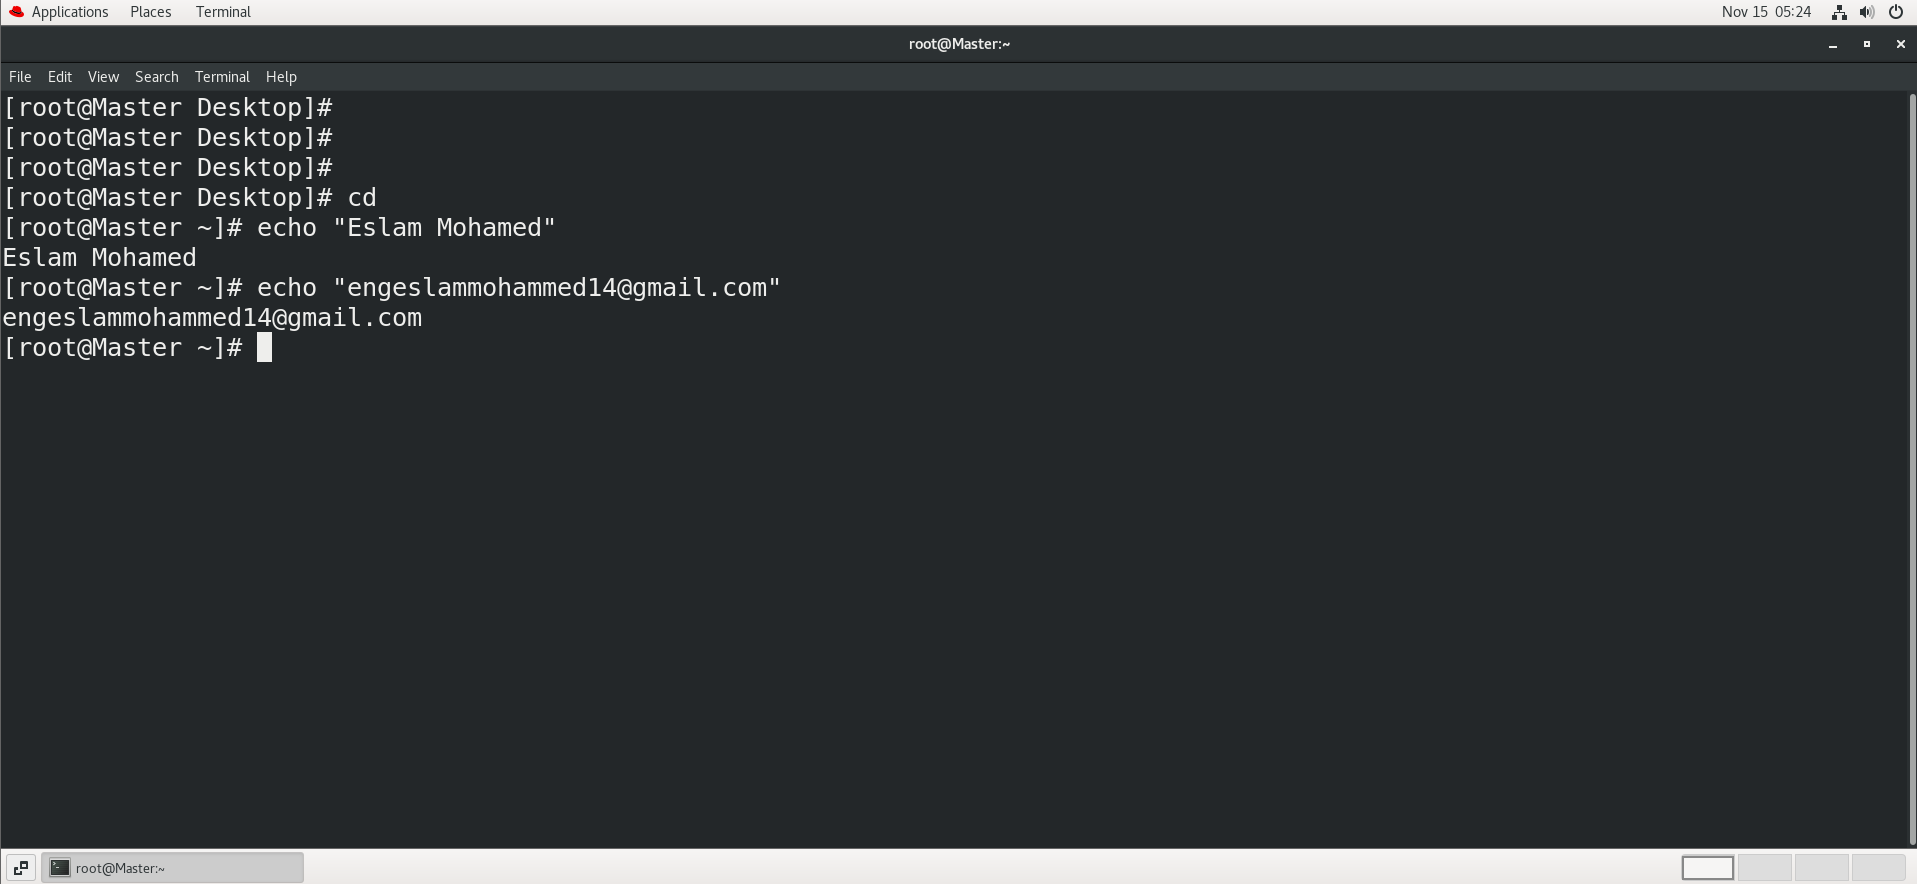 Applications Places Terminal Nov 15 05:24
root@Master:~
File Edit View Search Terminal Help
[root@Master Desktop]#
[root@Master Desktop]#
[root@Master Desktop]#
[root@Master Desktop]# cd
[root@Master ~]# echo "Eslam Mohamed"
Eslam Mohamed
[root@Master ~]# echo "engeslammohammed14@gmail.com"
engeslammohammed14@gmail.com
[root@Master ~]#
root@Master:~